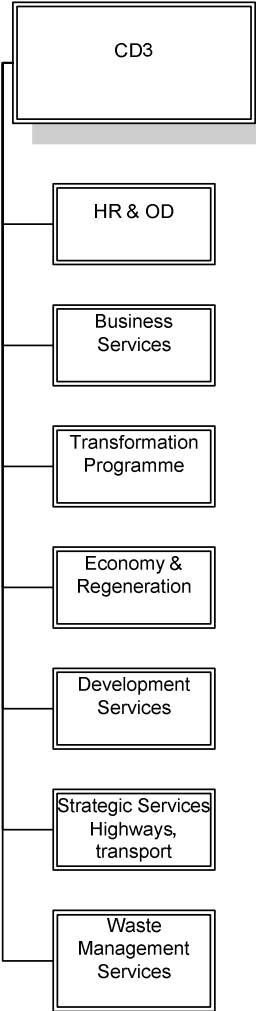 CD3
HR & OD
Business
Services
Transformation
Programme
Economy &
Regeneration
Development
Services
Strategic Services
Highways,
transport
Waste
Management
Services